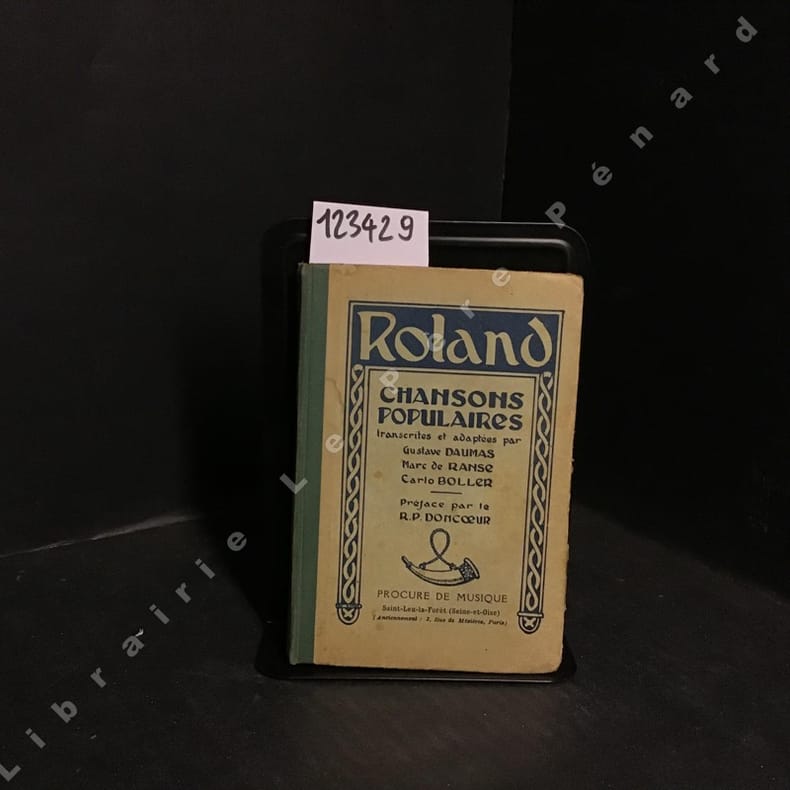 123429
Roland
CHANSONS
POPULAIRES
transcrites et adaptées par
Gustave DAUMAS
Marc de RANSE
Carlo BOLLER
Préface par le
R.P. DONCŒUR
PROCURE DE MUSIQUE
Saint-Leu-la-Forêt (Seine-et-Oise)
(Anciennement : 3, Rue de Mézières, Paris)
Librairie Le Père Pénard